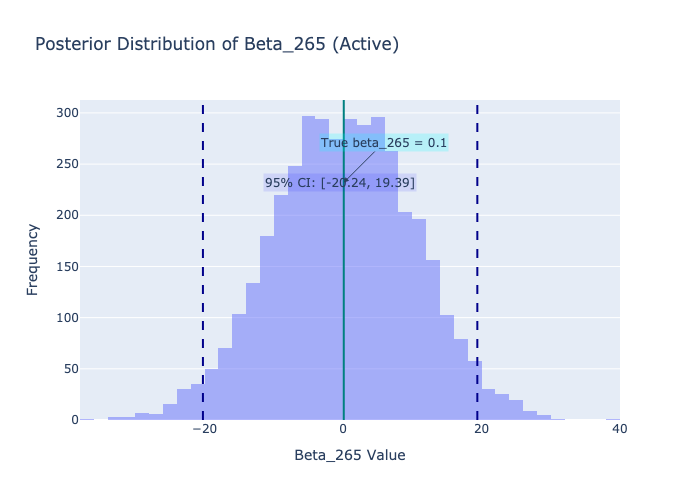 Posterior Distribution of Beta_265 (Active)
300
250
200
150
100
50
0
Frequency
True beta_265 = 0.1
95% CI: [-20.24, 19.39]
−20
0
20
40
Beta_265 Value